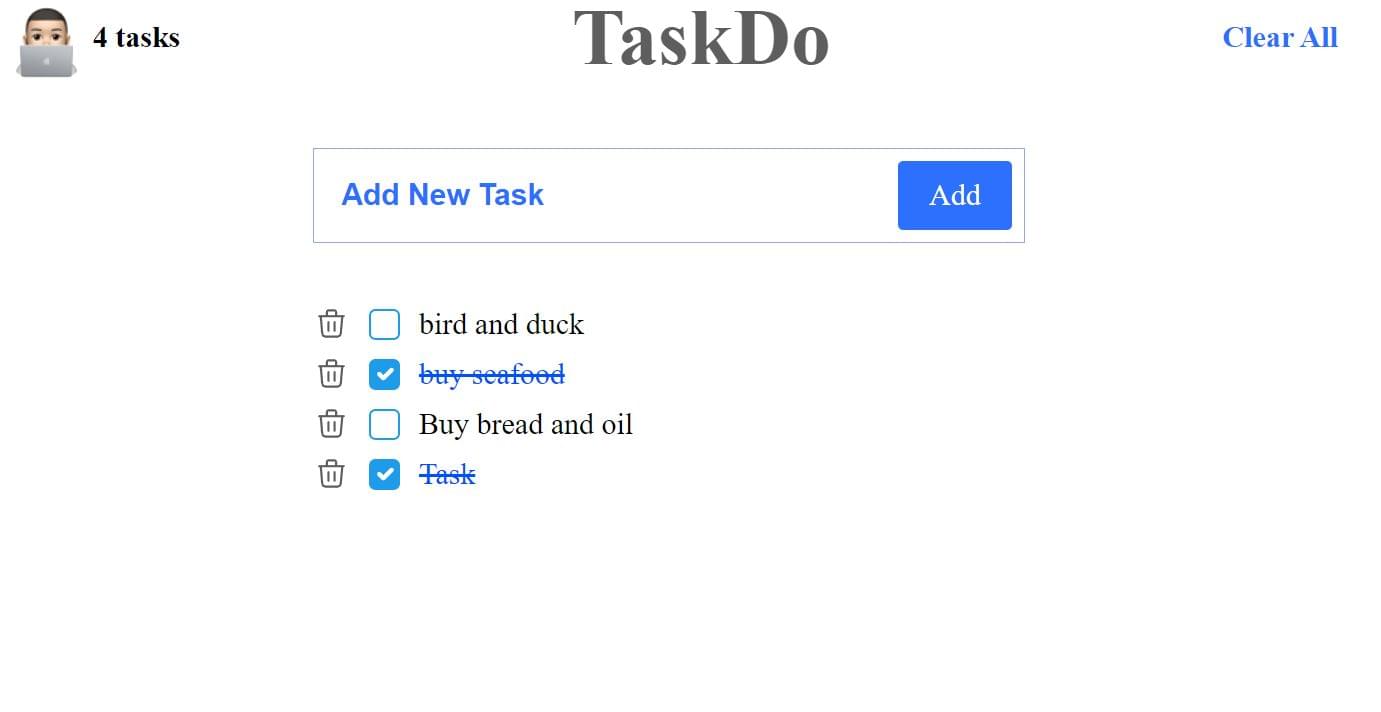 4 tasks
TaskDo
Clear All
Add New Task
Add
bird and duck
buy seafood
Buy bread and oil
Task